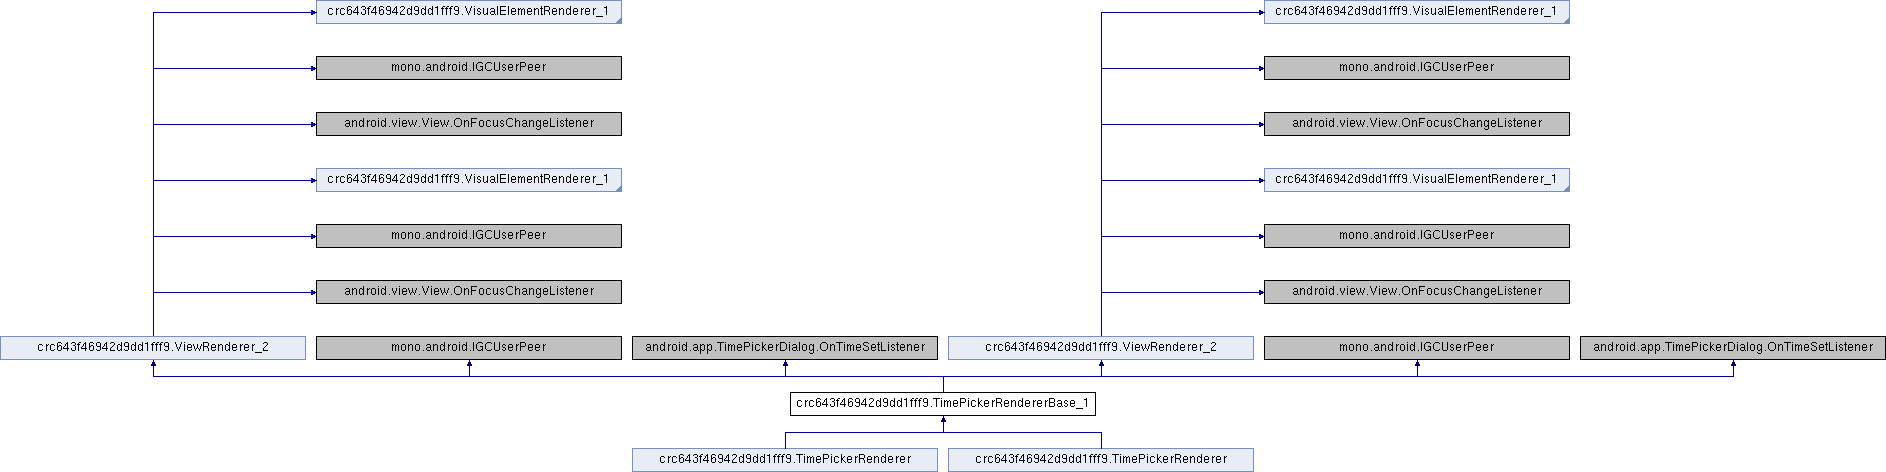 crc643f46942d9dd1fff9.VisualElementRenderer_1
crc643f46942d9dd1fff9.VisualElementRenderer_1
mono.android.IGCUserPeer
mono.android.IGCUserPeer
android.view.View.OnFocusChangeListener
android.view.View.OnFocusChangeListener
crc643f46942d9dd1fff9.VisualElementRenderer_1
crc643f46942d9dd1fff9.VisualElementRenderer_1
mono.android.IGCUserPeer
mono.android.IGCUserPeer
android.view.View.OnFocusChangeListener
android.view.View.OnFocusChangeListener
crc643f46942d9dd1fff9.ViewRenderer_2
mono.android.IGCUserPeer
android.app.TimePickerDialog.OnTimeSetListener
crc643f46942d9dd1fff9.ViewRenderer_2
mono.android.IGCUserPeer
android.app.TimePickerDialog.OnTimeSetListener
crc643f46942d9dd1fff9.TimePickerRendererBase_1
crc643f46942d9dd1fff9.TimePickerRenderer
crc643f46942d9dd1fff9.TimePickerRenderer